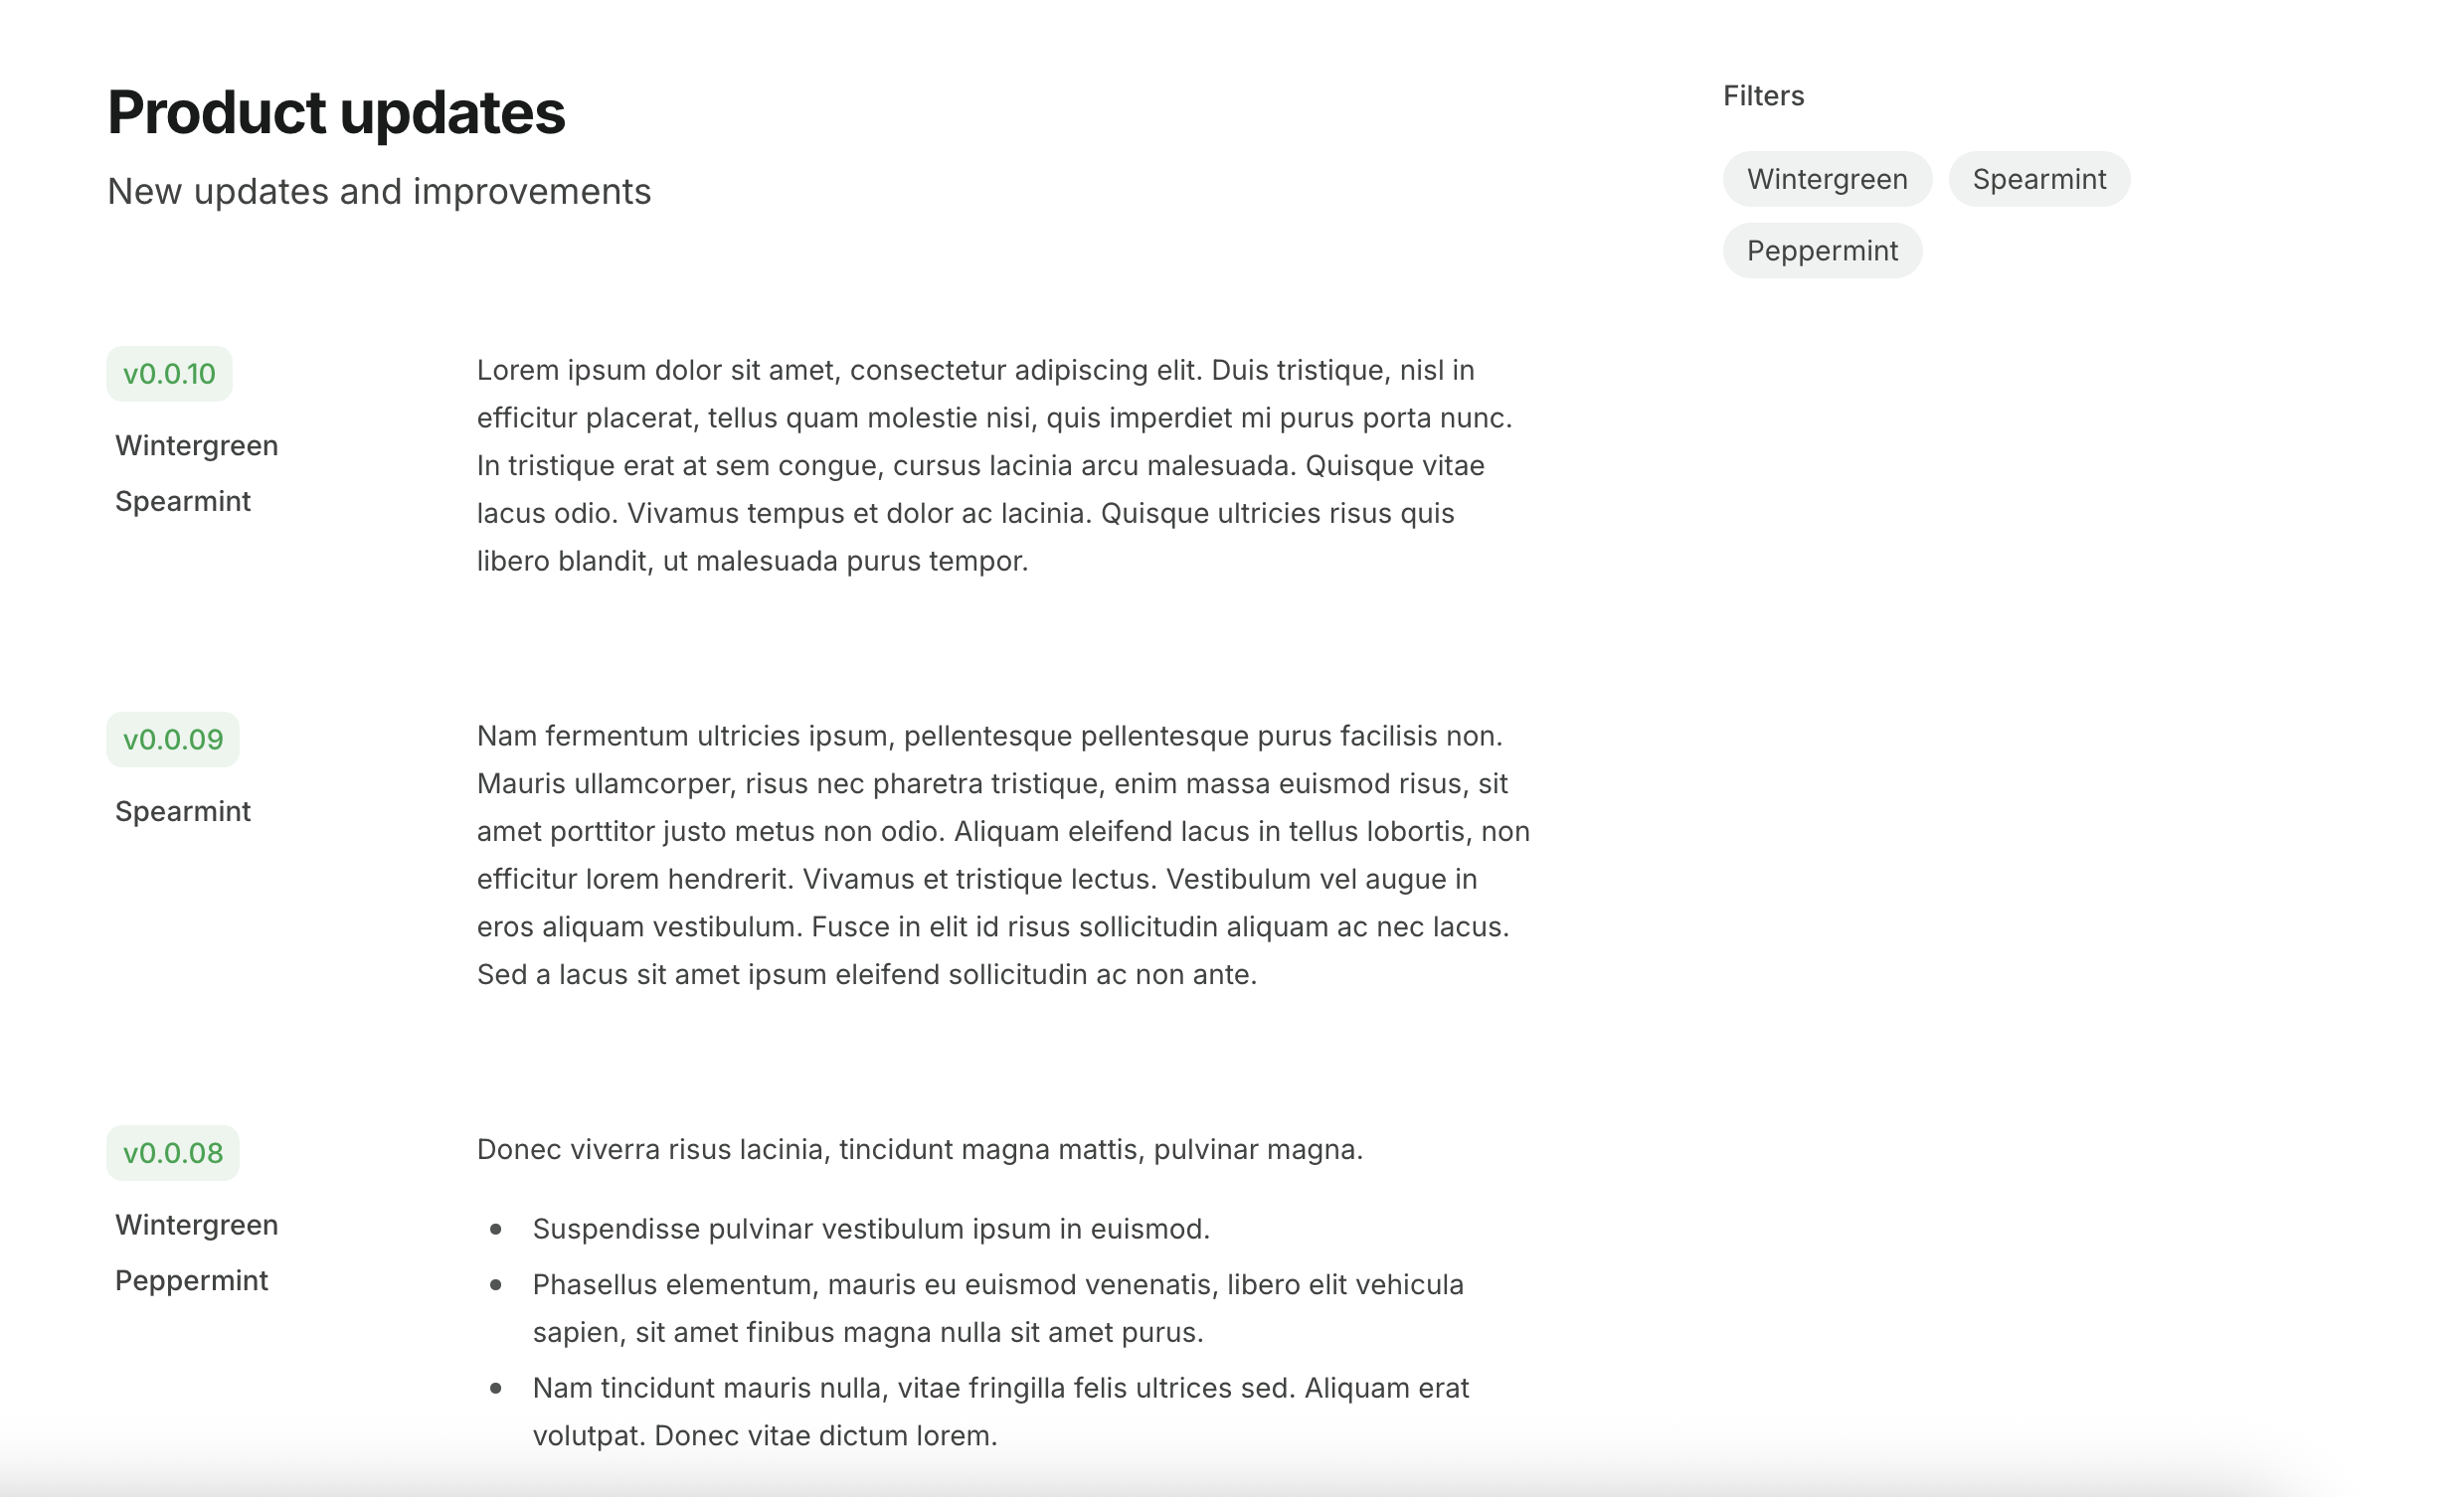 Product updates
New updates and improvements
Filters
Wintergreen
Spearmint
Peppermint
v0.0.10
Wintergreen
Spearmint
Lorem ipsum dolor sit amet, consectetur adipiscing elit. Duis tristique, nisl in
efficitur placerat, tellus quam molestie nisi, quis imperdiet mi purus porta nunc.
In tristique erat at sem congue, cursus lacinia arcu malesuada. Quisque vitae
lacus odio. Vivamus tempus et dolor ac lacinia. Quisque ultricies risus quis
libero blandit, ut malesuada purus tempor.
v0.0.09
Spearmint
Nam fermentum ultricies ipsum, pellentesque pellentesque purus facilisis non.
Mauris ullamcorper, risus nec pharetra tristique, enim massa euismod risus, sit
amet porttitor justo metus non odio. Aliquam eleifend lacus in tellus lobortis, non
efficitur lorem hendrerit. Vivamus et tristique lectus. Vestibulum vel augue in
eros aliquam vestibulum. Fusce in elit id risus sollicitudin aliquam ac nec lacus.
Sed a lacus sit amet ipsum eleifend sollicitudin ac non ante.
v0.0.08
Wintergreen
Peppermint
Donec viverra risus lacinia, tincidunt magna mattis, pulvinar magna.
• Suspendisse pulvinar vestibulum ipsum in euismod.
• Phasellus elementum, mauris eu euismod venenatis, libero elit vehicula
sapien, sit amet finibus magna nulla sit amet purus.
• Nam tincidunt mauris nulla, vitae fringilla felis ultrices sed. Aliquam erat
volutpat. Donec vitae dictum lorem.